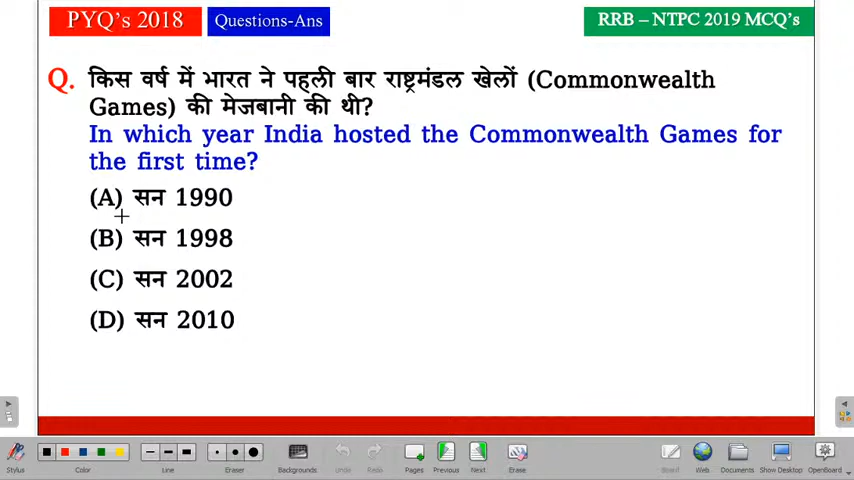 PYQ's 2018
Questions-Ans
RRB – NTPC 2019 MCQ's
Q. किस वर्ष में भारत ने पहली बार राष्ट्रमंडल खेलों (Commonwealth
Games) की मेजबानी की थी?
In which year India hosted the Commonwealth Games for
the first time?
(A) सन 1990
(B) सन 1998
(C) सन 2002
(D) सन 2010
Stylus
Color
Line
Eraser
Backgrounds
Undo
Redo
Pages
Previous
Next
Erase
Board
Web
Documents
Show Desktop
OpenBoard